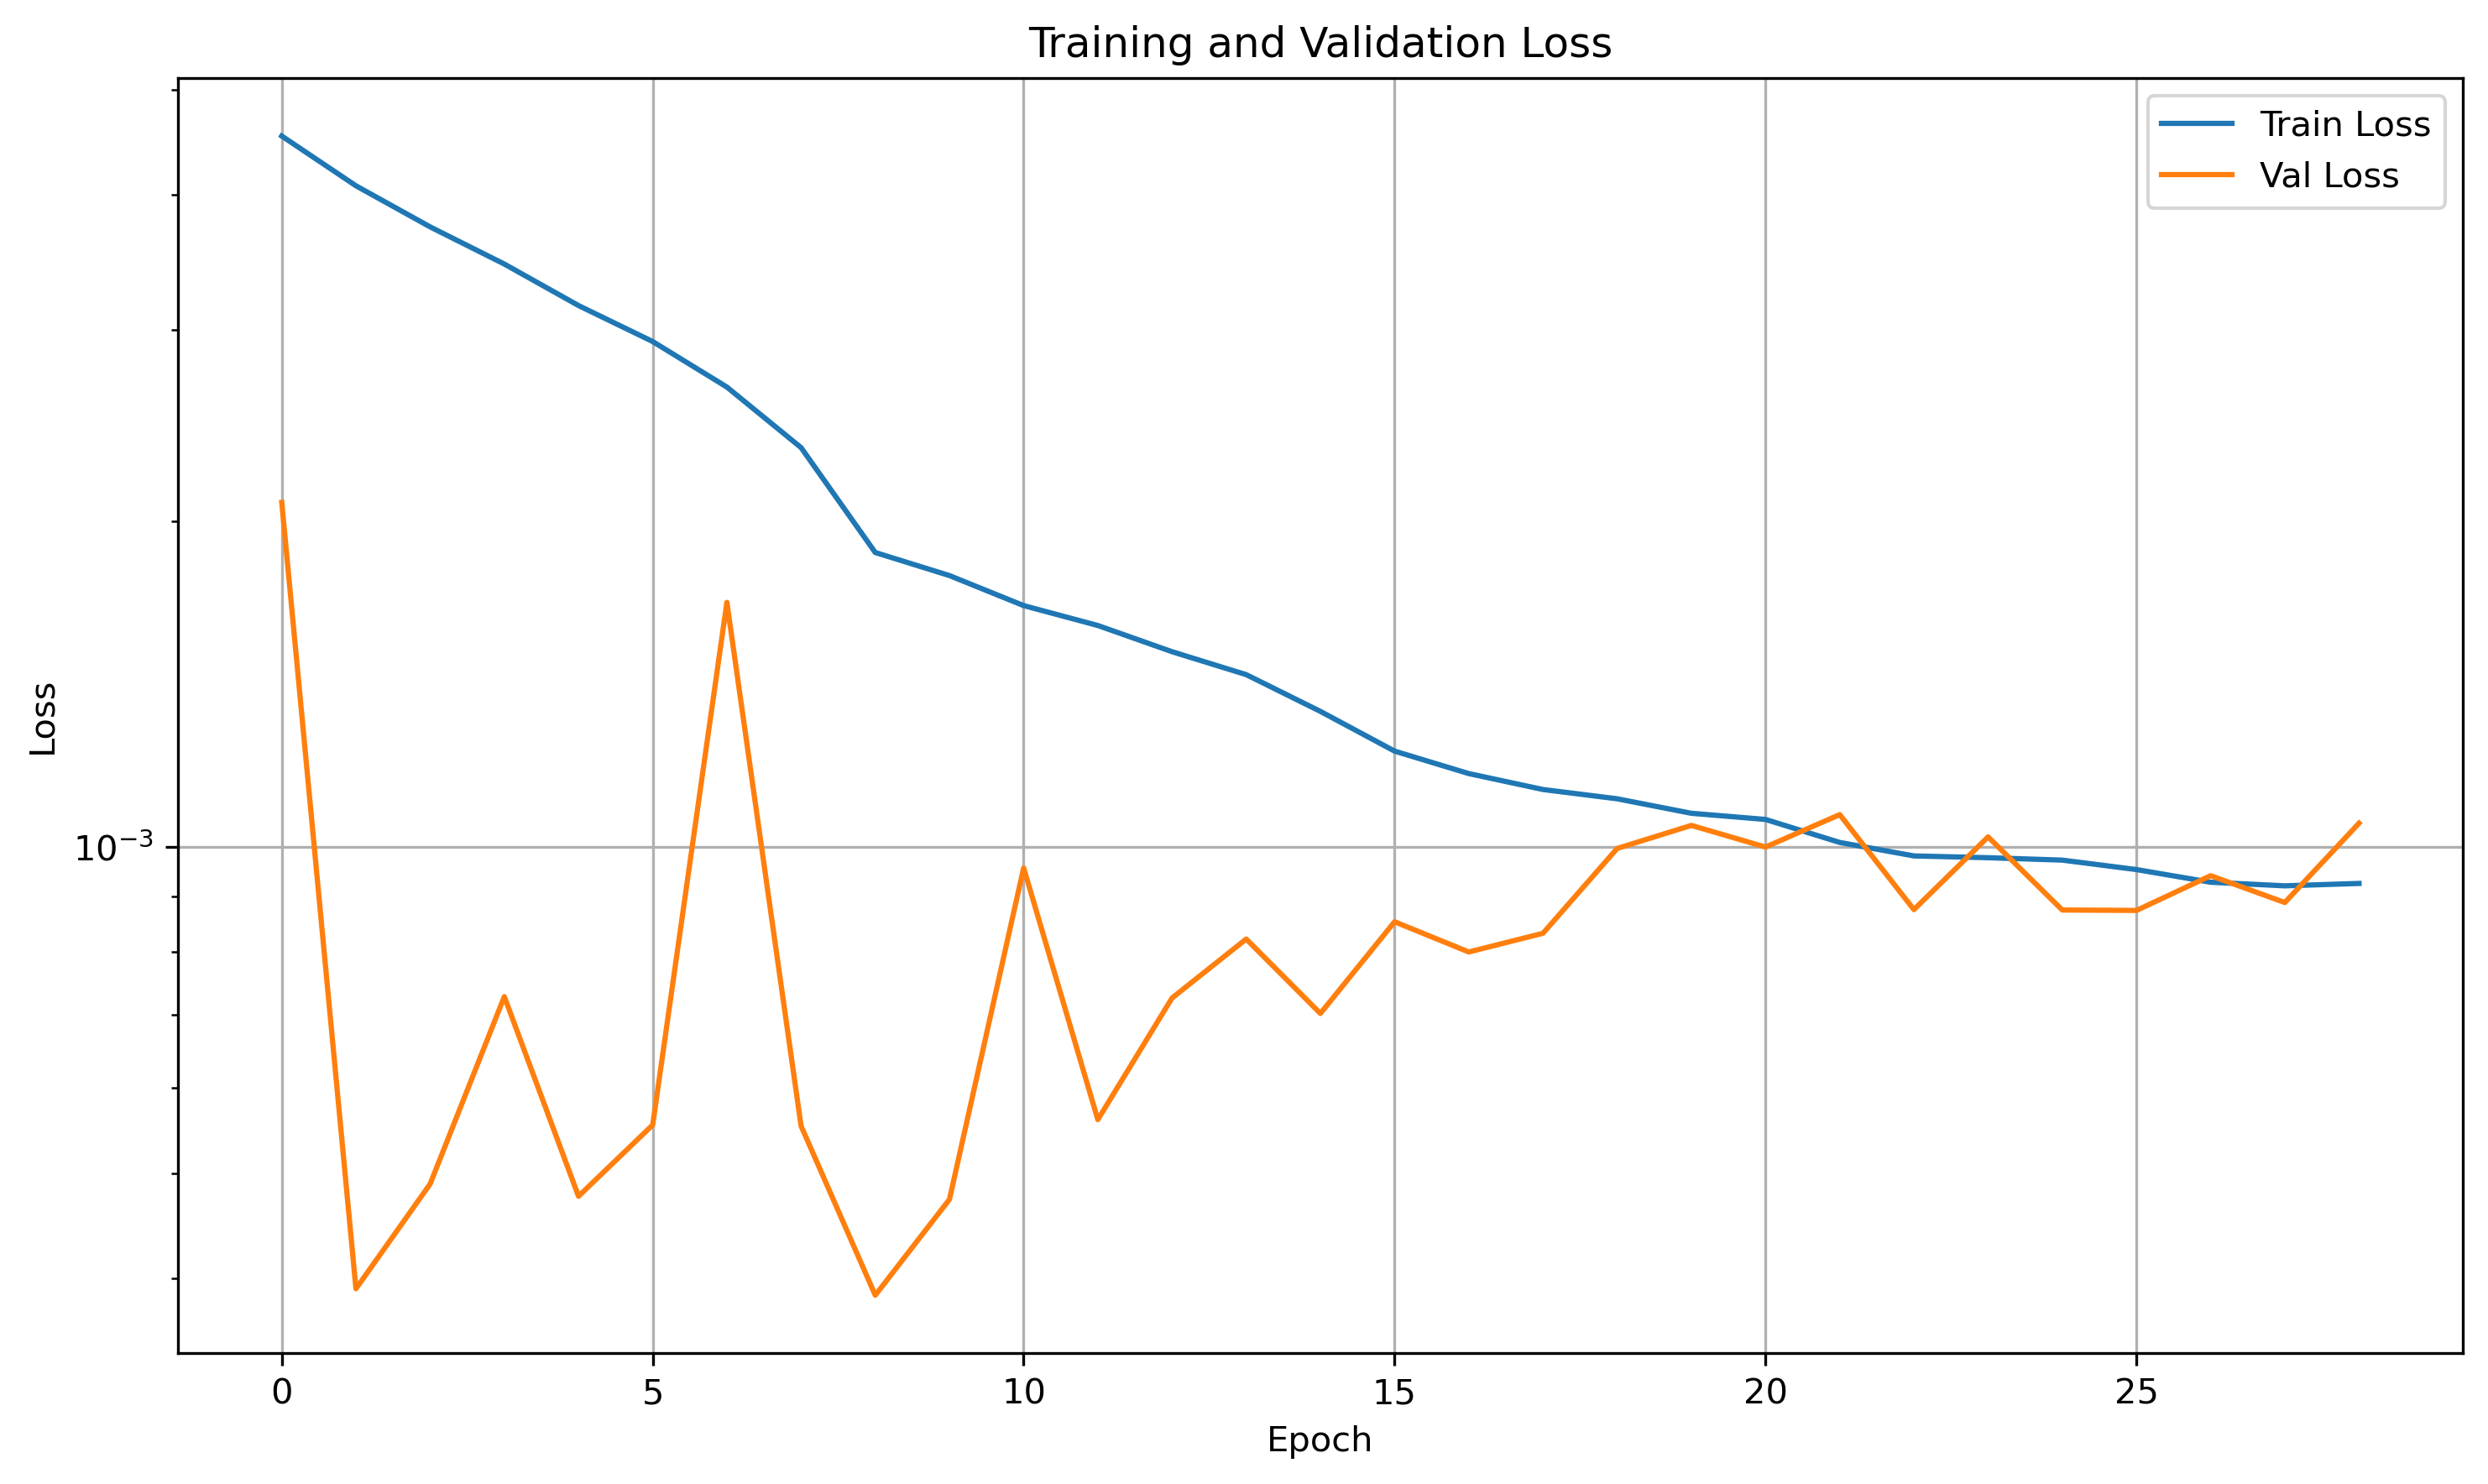 Training and Validation Loss
Train Loss
Val Loss
Loss
10⁻³
0 5 10 15 20 25
Epoch